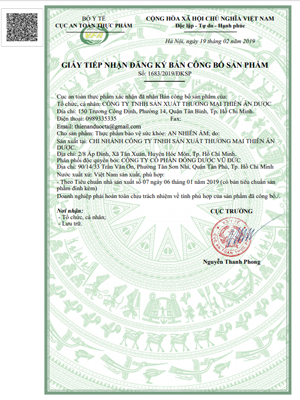 BỘ Y TẾ
CỤC AN TOÀN THỰC PHẨM
CỘNG HÒA XÃ HỘI CHỦ NGHĨA VIỆT NAM
Độc lập - Tự do - Hạnh phúc
Hà Nội, ngày 19 tháng 02 năm 2019
GIẤY TIẾP NHẬN ĐĂNG KÝ BẢN CÔNG BỐ SẢN PHẨM
Số: 1683/2019/ĐKSP
Cục an toàn thực phẩm xác nhận đã nhận Bản công bố sản phẩm của:
Tổ chức, cá nhân: CÔNG TY TNHH SẢN XUẤT THƯƠNG MẠI THIÊN ÂN DƯỢC
Địa chỉ: 150 Trương Công Định, Phường 14, Quận Tân Bình, Tp. Hồ Chí Minh.
Điện thoại: 0989335335 Fax:
Email: thienanduocta@gmail.com
Cho sản phẩm: Thực phẩm bảo vệ sức khỏe: AN NHIÊN ẨM; do:
Sản xuất tại: CHI NHÁNH CÔNG TY TNHH SẢN XUẤT THƯƠNG MẠI THIÊN ÂN
DƯỢC
Địa chỉ: 2/8 Ấp Đình, Xã Tân Xuân, Huyện Hóc Môn, Tp. Hồ Chí Minh.
Phân phối độc quyền bởi: CÔNG TY CỔ PHẦN ĐÔNG DƯỢC VŨ ĐỨC
Địa chỉ: 90/14/33 Trần Văn Ơn, Phường Tân Sơn Nhì, Quận Tân Phú, Tp. Hồ Chí Minh
Nước xuất xứ: Việt Nam sản xuất, phù hợp:
- Theo Tiêu chuẩn nhà sản xuất số 07 ngày 06 tháng 01 năm 2019 (có bản tiêu chuẩn sản
phẩm đính kèm)
Doanh nghiệp phải hoàn toàn chịu trách nhiệm về tính phù hợp của sản phẩm đã công bố./.
Nơi nhận:
- Tổ chức, cá nhân;
- Lưu trữ.
CỤC TRƯỞNG
Nguyễn Thanh Phong